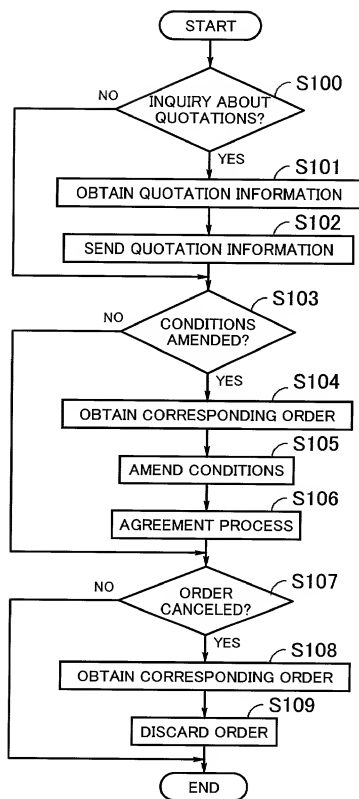 START
S100
INQUIRY ABOUT
QUOTATIONS?
NO
YES
S101
OBTAIN QUOTATION INFORMATION
S102
SEND QUOTATION INFORMATION
S103
CONDITIONS
AMENDED?
NO
YES
S104
OBTAIN CORRESPONDING ORDER
S105
AMEND CONDITIONS
S106
AGREEMENT PROCESS
S107
ORDER
CANCELED?
NO
YES
S108
OBTAIN CORRESPONDING ORDER
S109
DISCARD ORDER
END